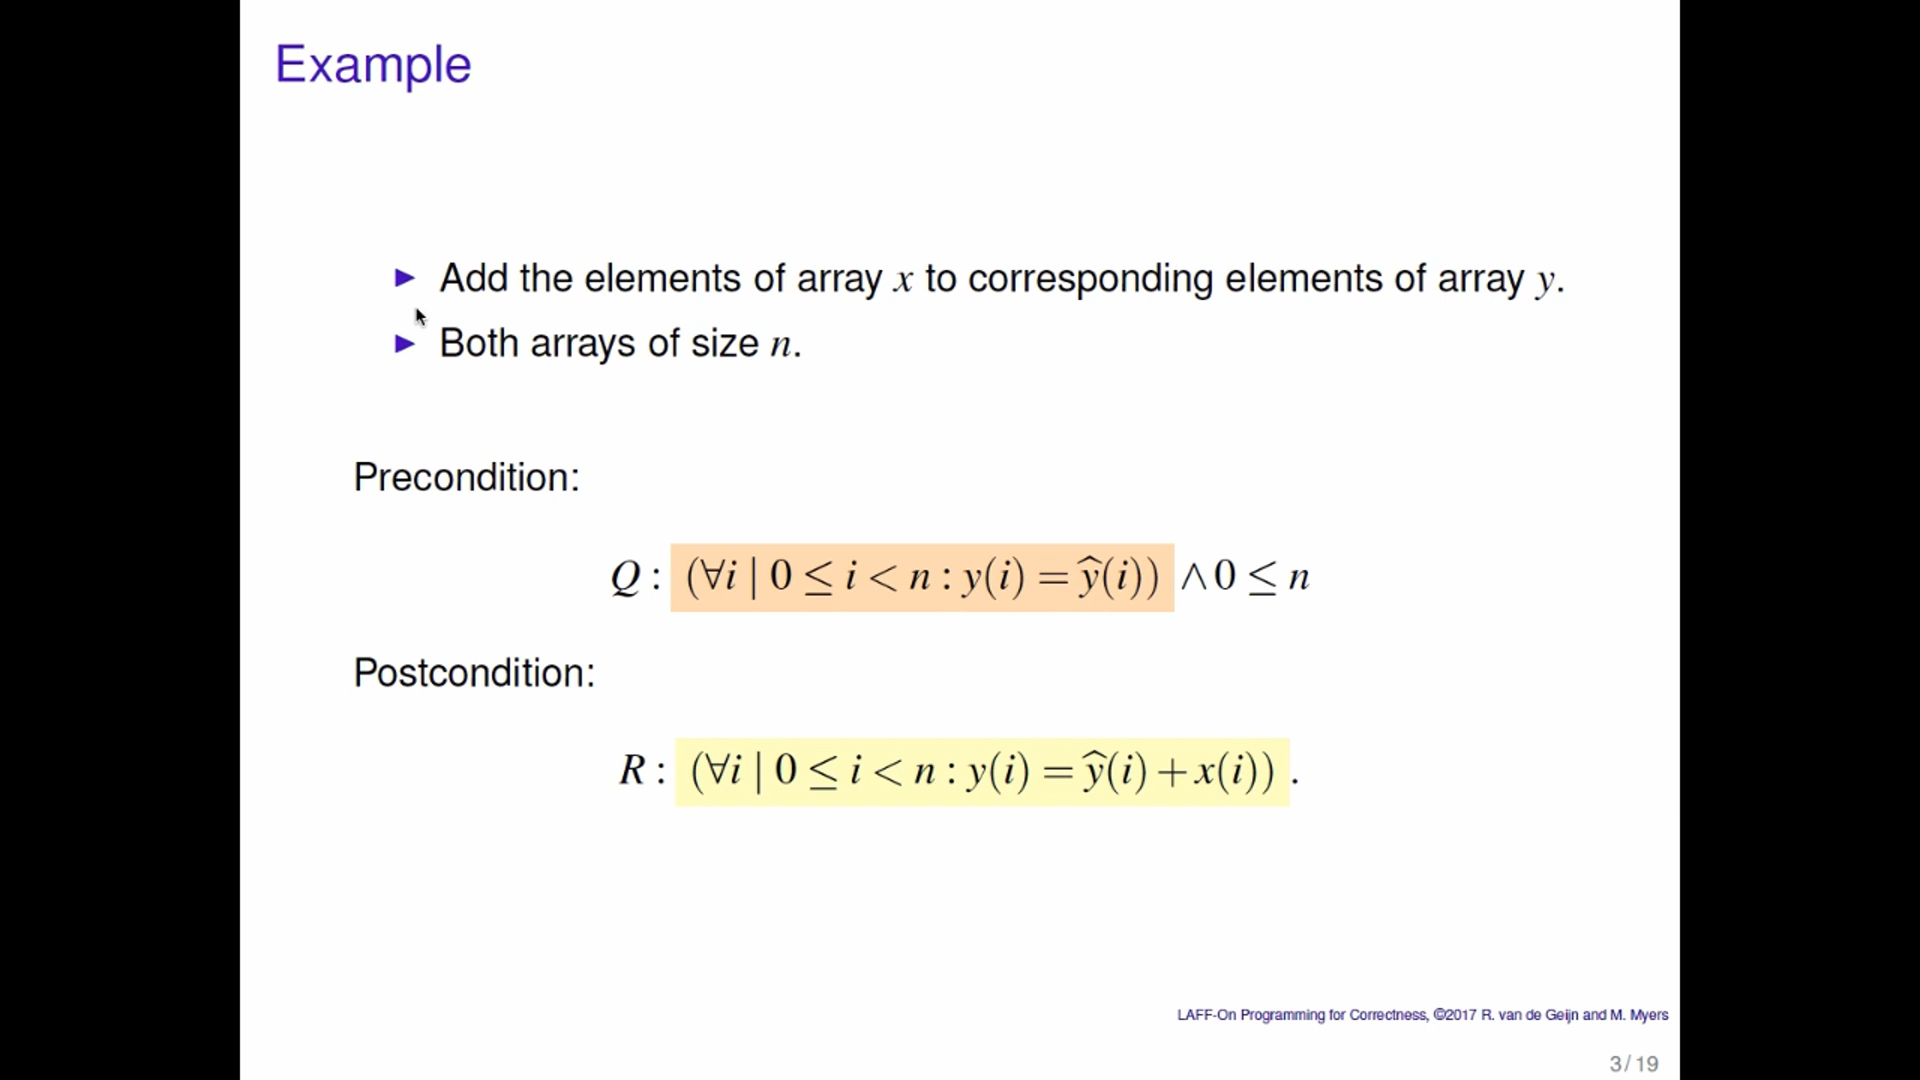 Example
▶ Add the elements of array x to corresponding elements of array y.
▶ Both arrays of size n.
Precondition:
Q : (∀i | 0 ≤ i < n : y(i) = ŷ(i)) ∧ 0 ≤ n
Postcondition:
R : (∀i | 0 ≤ i < n : y(i) = ŷ(i) + x(i)) .
LAFF-On Programming for Correctness, ©2017 R. van de Geijn and M. Myers
3 / 19